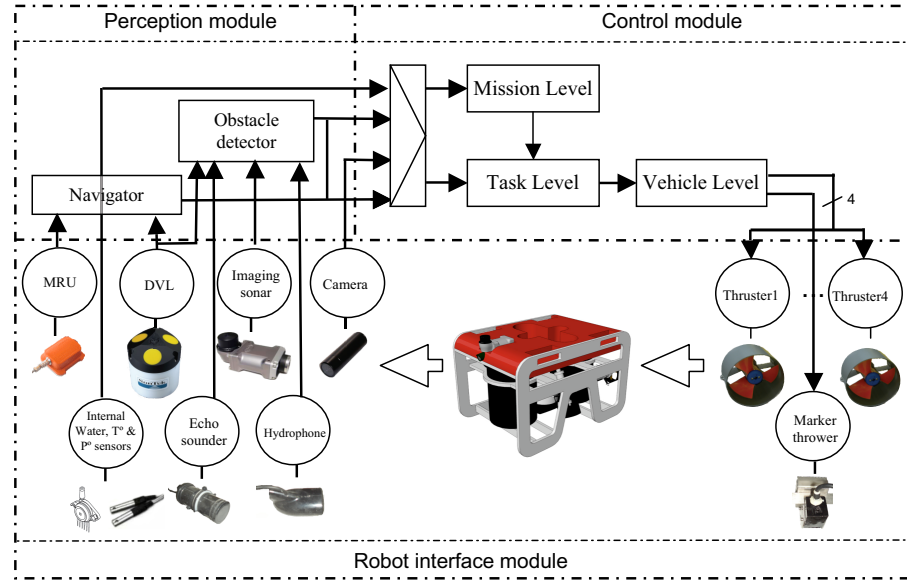 Perception module
Control module
Mission Level
Obstacle
detector
Task Level
Vehicle Level
Navigator
4
MRU
DVL
Imaging
sonar
Camera
Thruster1
...
Thruster4
Internal
Water, Tº &
Pº sensors
Echo
sounder
Hydrophone
Marker
thrower
Robot interface module